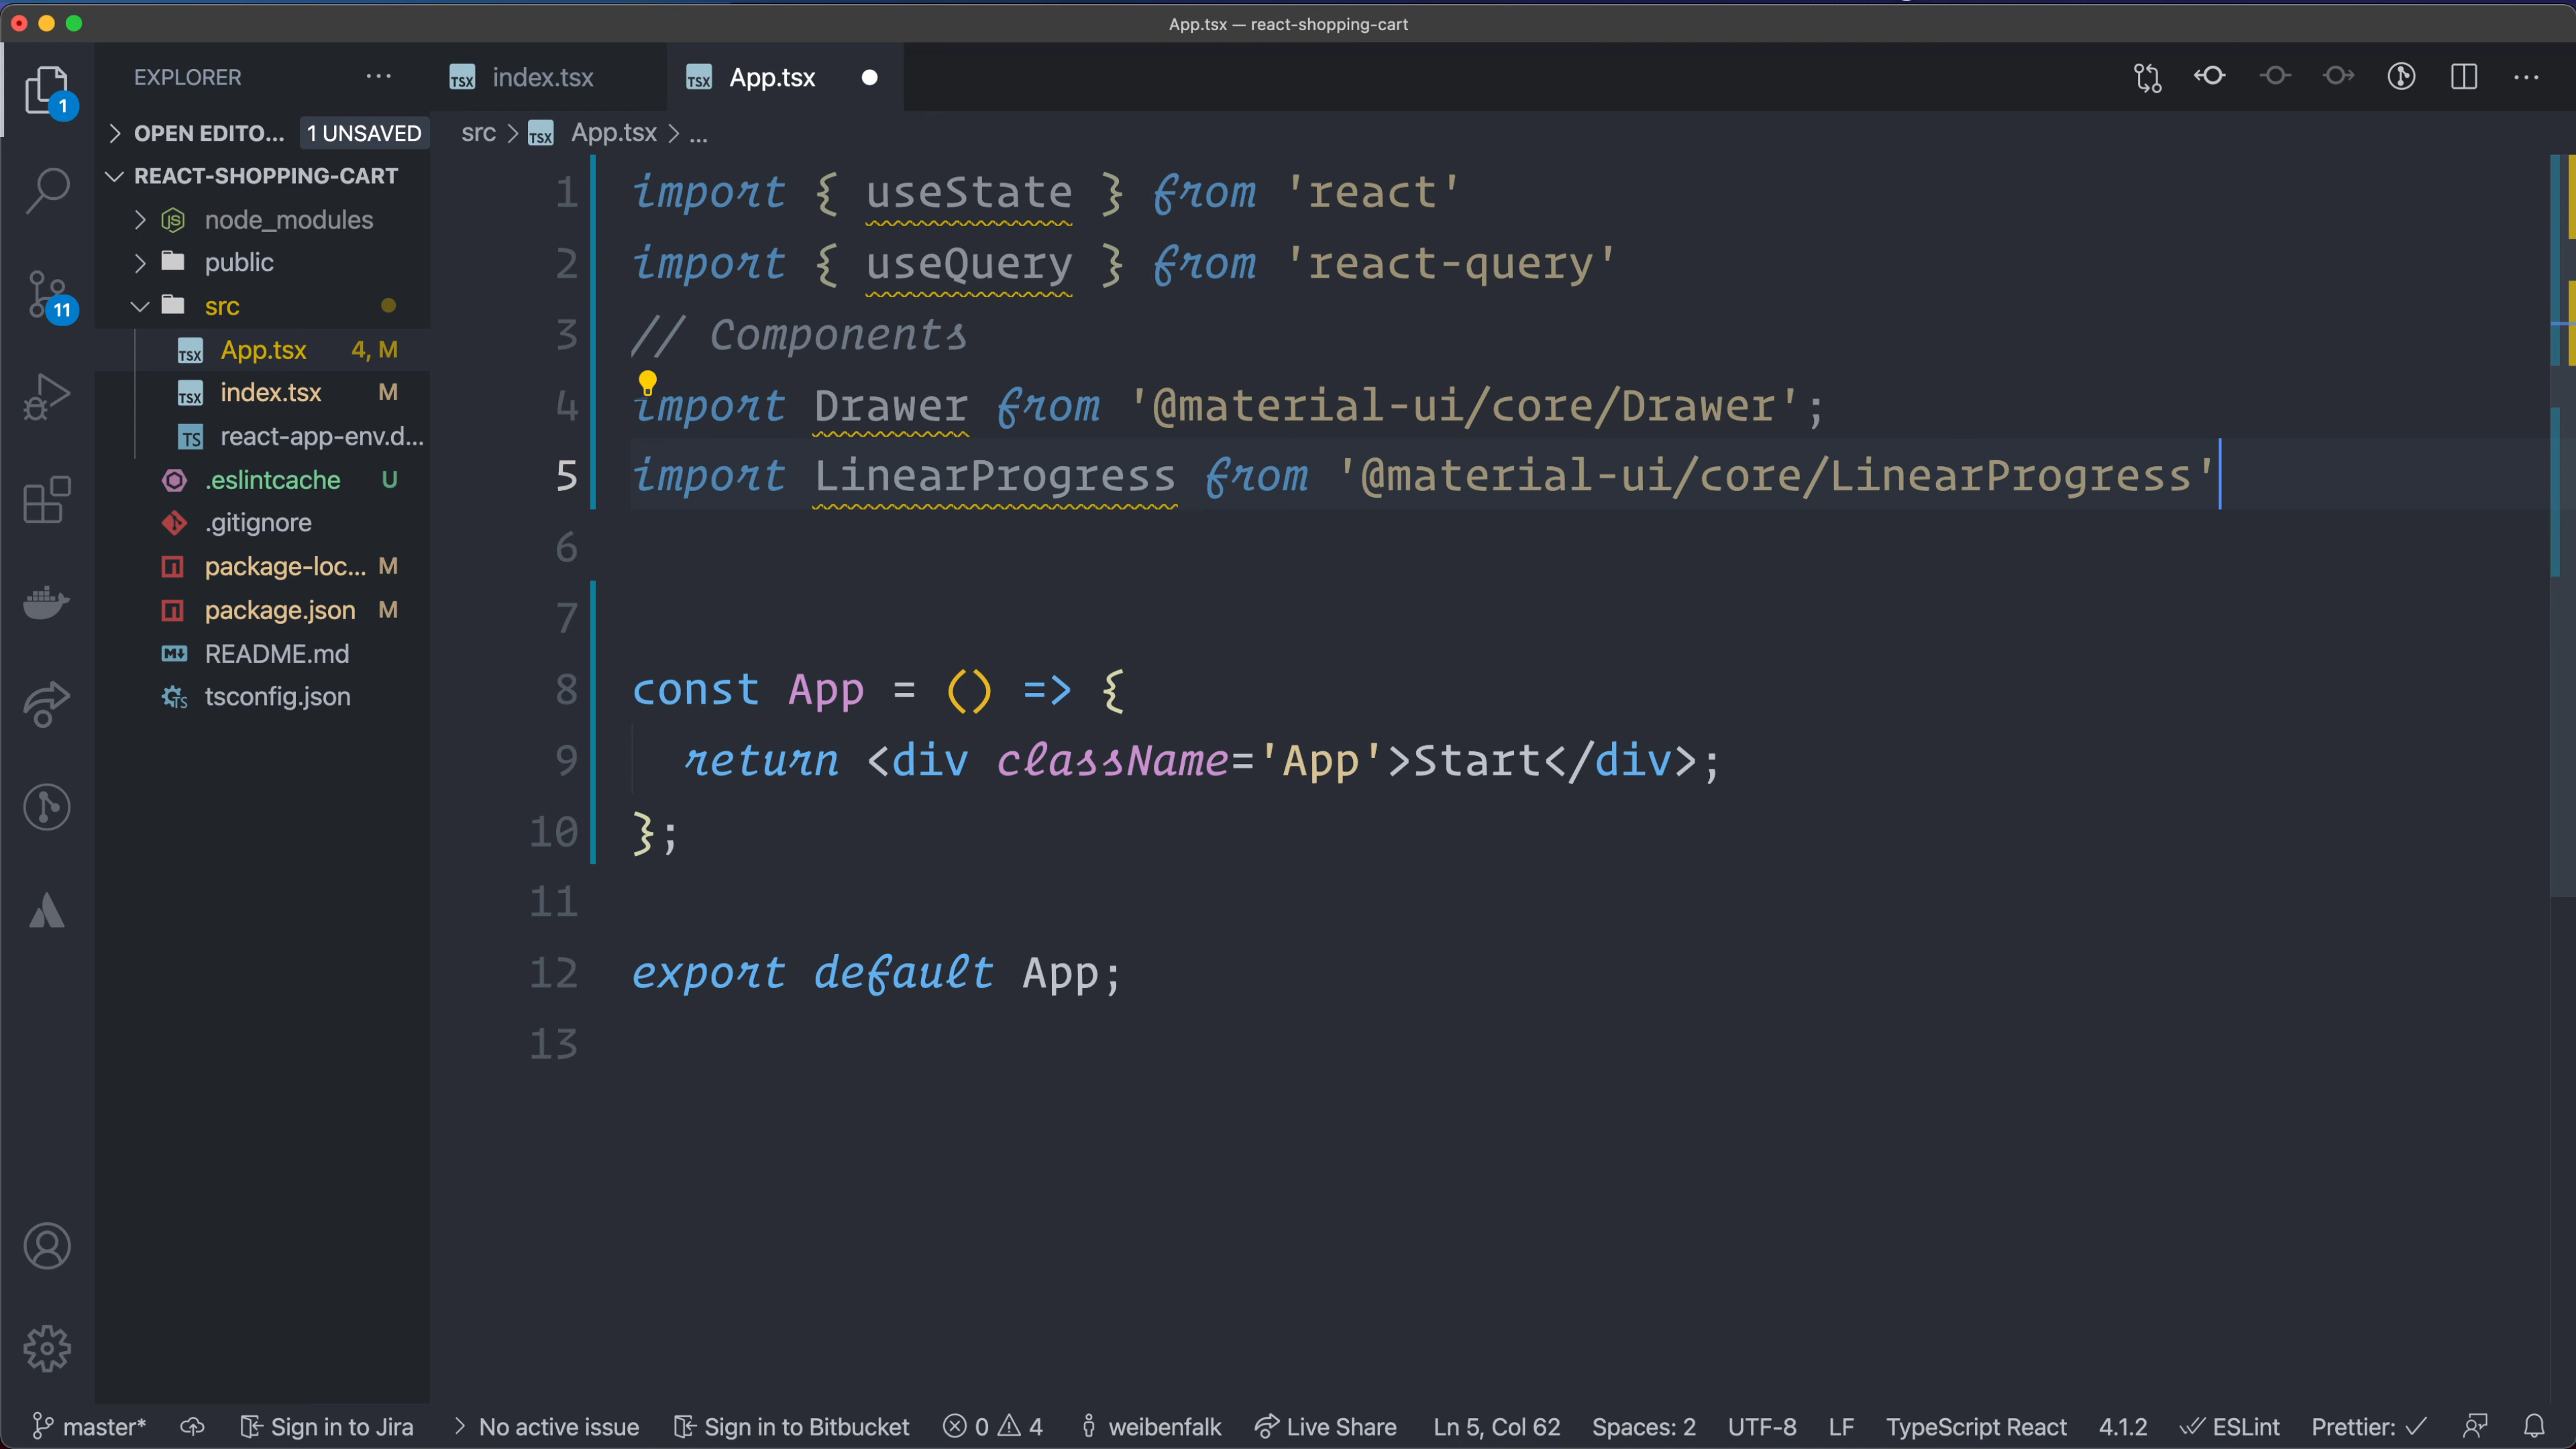 App.tsx — react-shopping-cart
EXPLORER
index.tsx
App.tsx
OPEN EDITO... 1 UNSAVED
src > App.tsx > ...
REACT-SHOPPING-CART
node_modules
public
src
App.tsx 4, M
index.tsx M
react-app-env.d...
.eslintcache U
.gitignore
package-loc... M
package.json M
README.md
tsconfig.json
1
11
1 import { useState } from 'react'
2 import { useQuery } from 'react-query'
3 // Components
4 import Drawer from '@material-ui/core/Drawer';
5 import LinearProgress from '@material-ui/core/LinearProgress'
6
7
8 const App = () => {
9 return <div className='App'>Start</div>;
10 };
11
12 export default App;
13
master* Sign in to Jira > No active issue Sign in to Bitbucket 0 4 weibenfalk Live Share Ln 5, Col 62 Spaces: 2 UTF-8 LF TypeScript React 4.1.2 ESLint Prettier: ✓